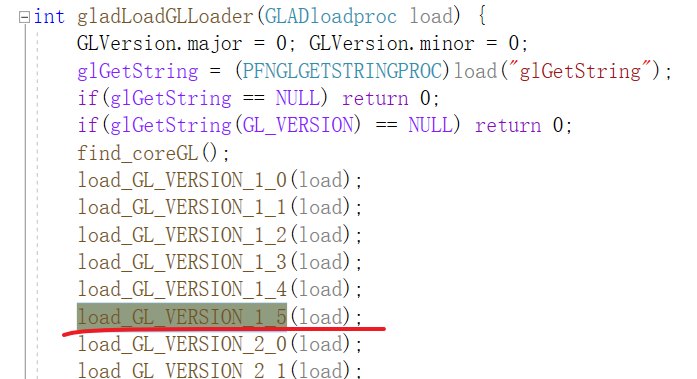 int gladLoadGLLoader(GLADloadproc load) {
GLVersion.major = 0; GLVersion.minor = 0;
glGetString = (PFNGLGETSTRINGPROC)load("glGetString");
if(glGetString == NULL) return 0;
if(glGetString(GL_VERSION) == NULL) return 0;
find_coreGL();
load_GL_VERSION_1_0(load);
load_GL_VERSION_1_1(load);
load_GL_VERSION_1_2(load);
load_GL_VERSION_1_3(load);
load_GL_VERSION_1_4(load);
load_GL_VERSION_1_5(load);
load_GL_VERSION_2_0(load);
load_GL_VERSION_2_1(load);